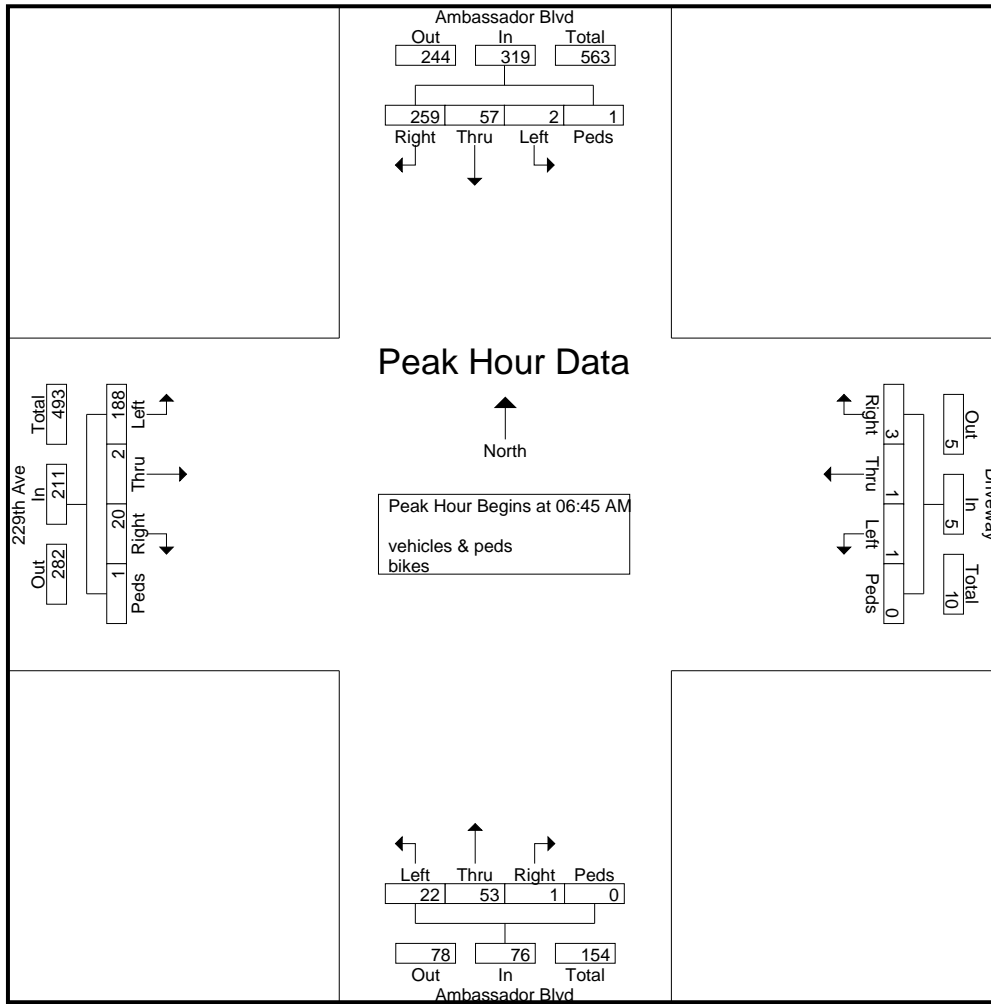 Ambassador Blvd
Out In Total
244 319 563
259 57 2 1
Right Thru Left Peds
Peak Hour Data
North
Peak Hour Begins at 06:45 AM
vehicles & peds
bikes
229th Ave
Out In Total
282 211 493
188 2 20 1
Left Thru Right Peds
Driveway
Out In Total
5 5 10
3 1 1 0
Right Thru Left Peds
Left Thru Right Peds
22 53 1 0
78 76 154
Out In Total
Ambassador Blvd